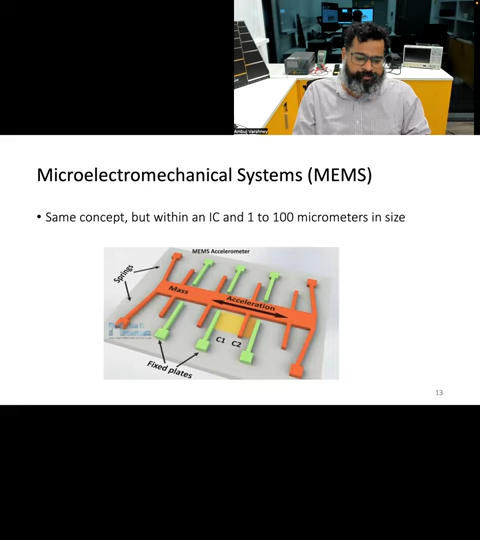 Ambuj Varshney
Microelectromechanical Systems (MEMS)
• Same concept, but within an IC and 1 to 100 micrometers in size
MEMS Accelerometer
Springs
Mass
Acceleration
C1 C2
Fixed plates
13